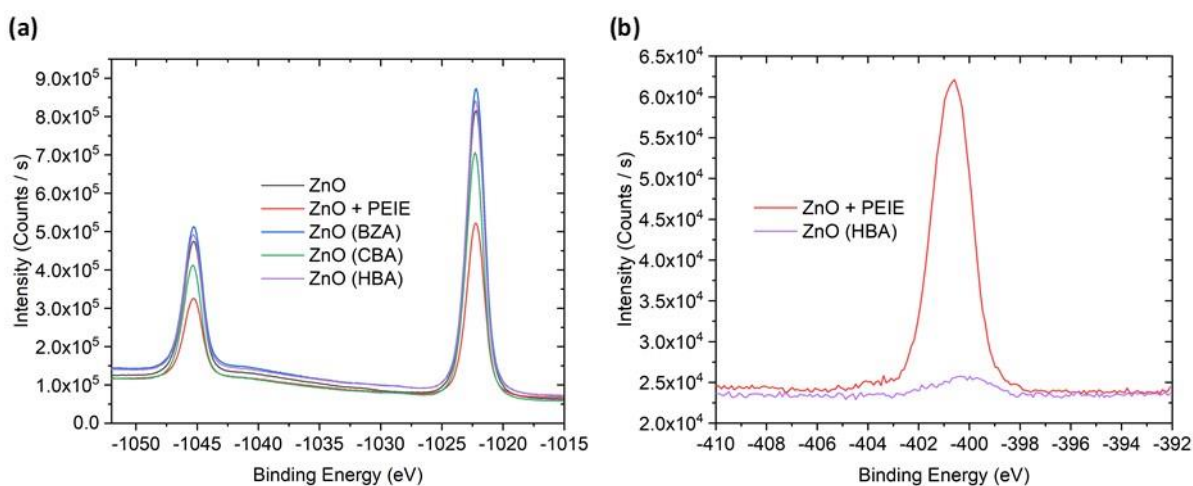 (a)
9.0x10⁵
8.0x10⁵
7.0x10⁵
6.0x10⁵
5.0x10⁵
4.0x10⁵
3.0x10⁵
2.0x10⁵
1.0x10⁵
0.0
Intensity (Counts / s)
ZnO
ZnO + PEIE
ZnO (BZA)
ZnO (CBA)
ZnO (HBA)
-1050 -1045 -1040 -1035 -1030 -1025 -1020 -1015
Binding Energy (eV)
(b)
6.5x10⁴
6.0x10⁴
5.5x10⁴
5.0x10⁴
4.5x10⁴
4.0x10⁴
3.5x10⁴
3.0x10⁴
2.5x10⁴
2.0x10⁴
Intensity (Counts / s)
ZnO + PEIE
ZnO (HBA)
-410 -408 -406 -404 -402 -400 -398 -396 -394 -392
Binding Energy (eV)